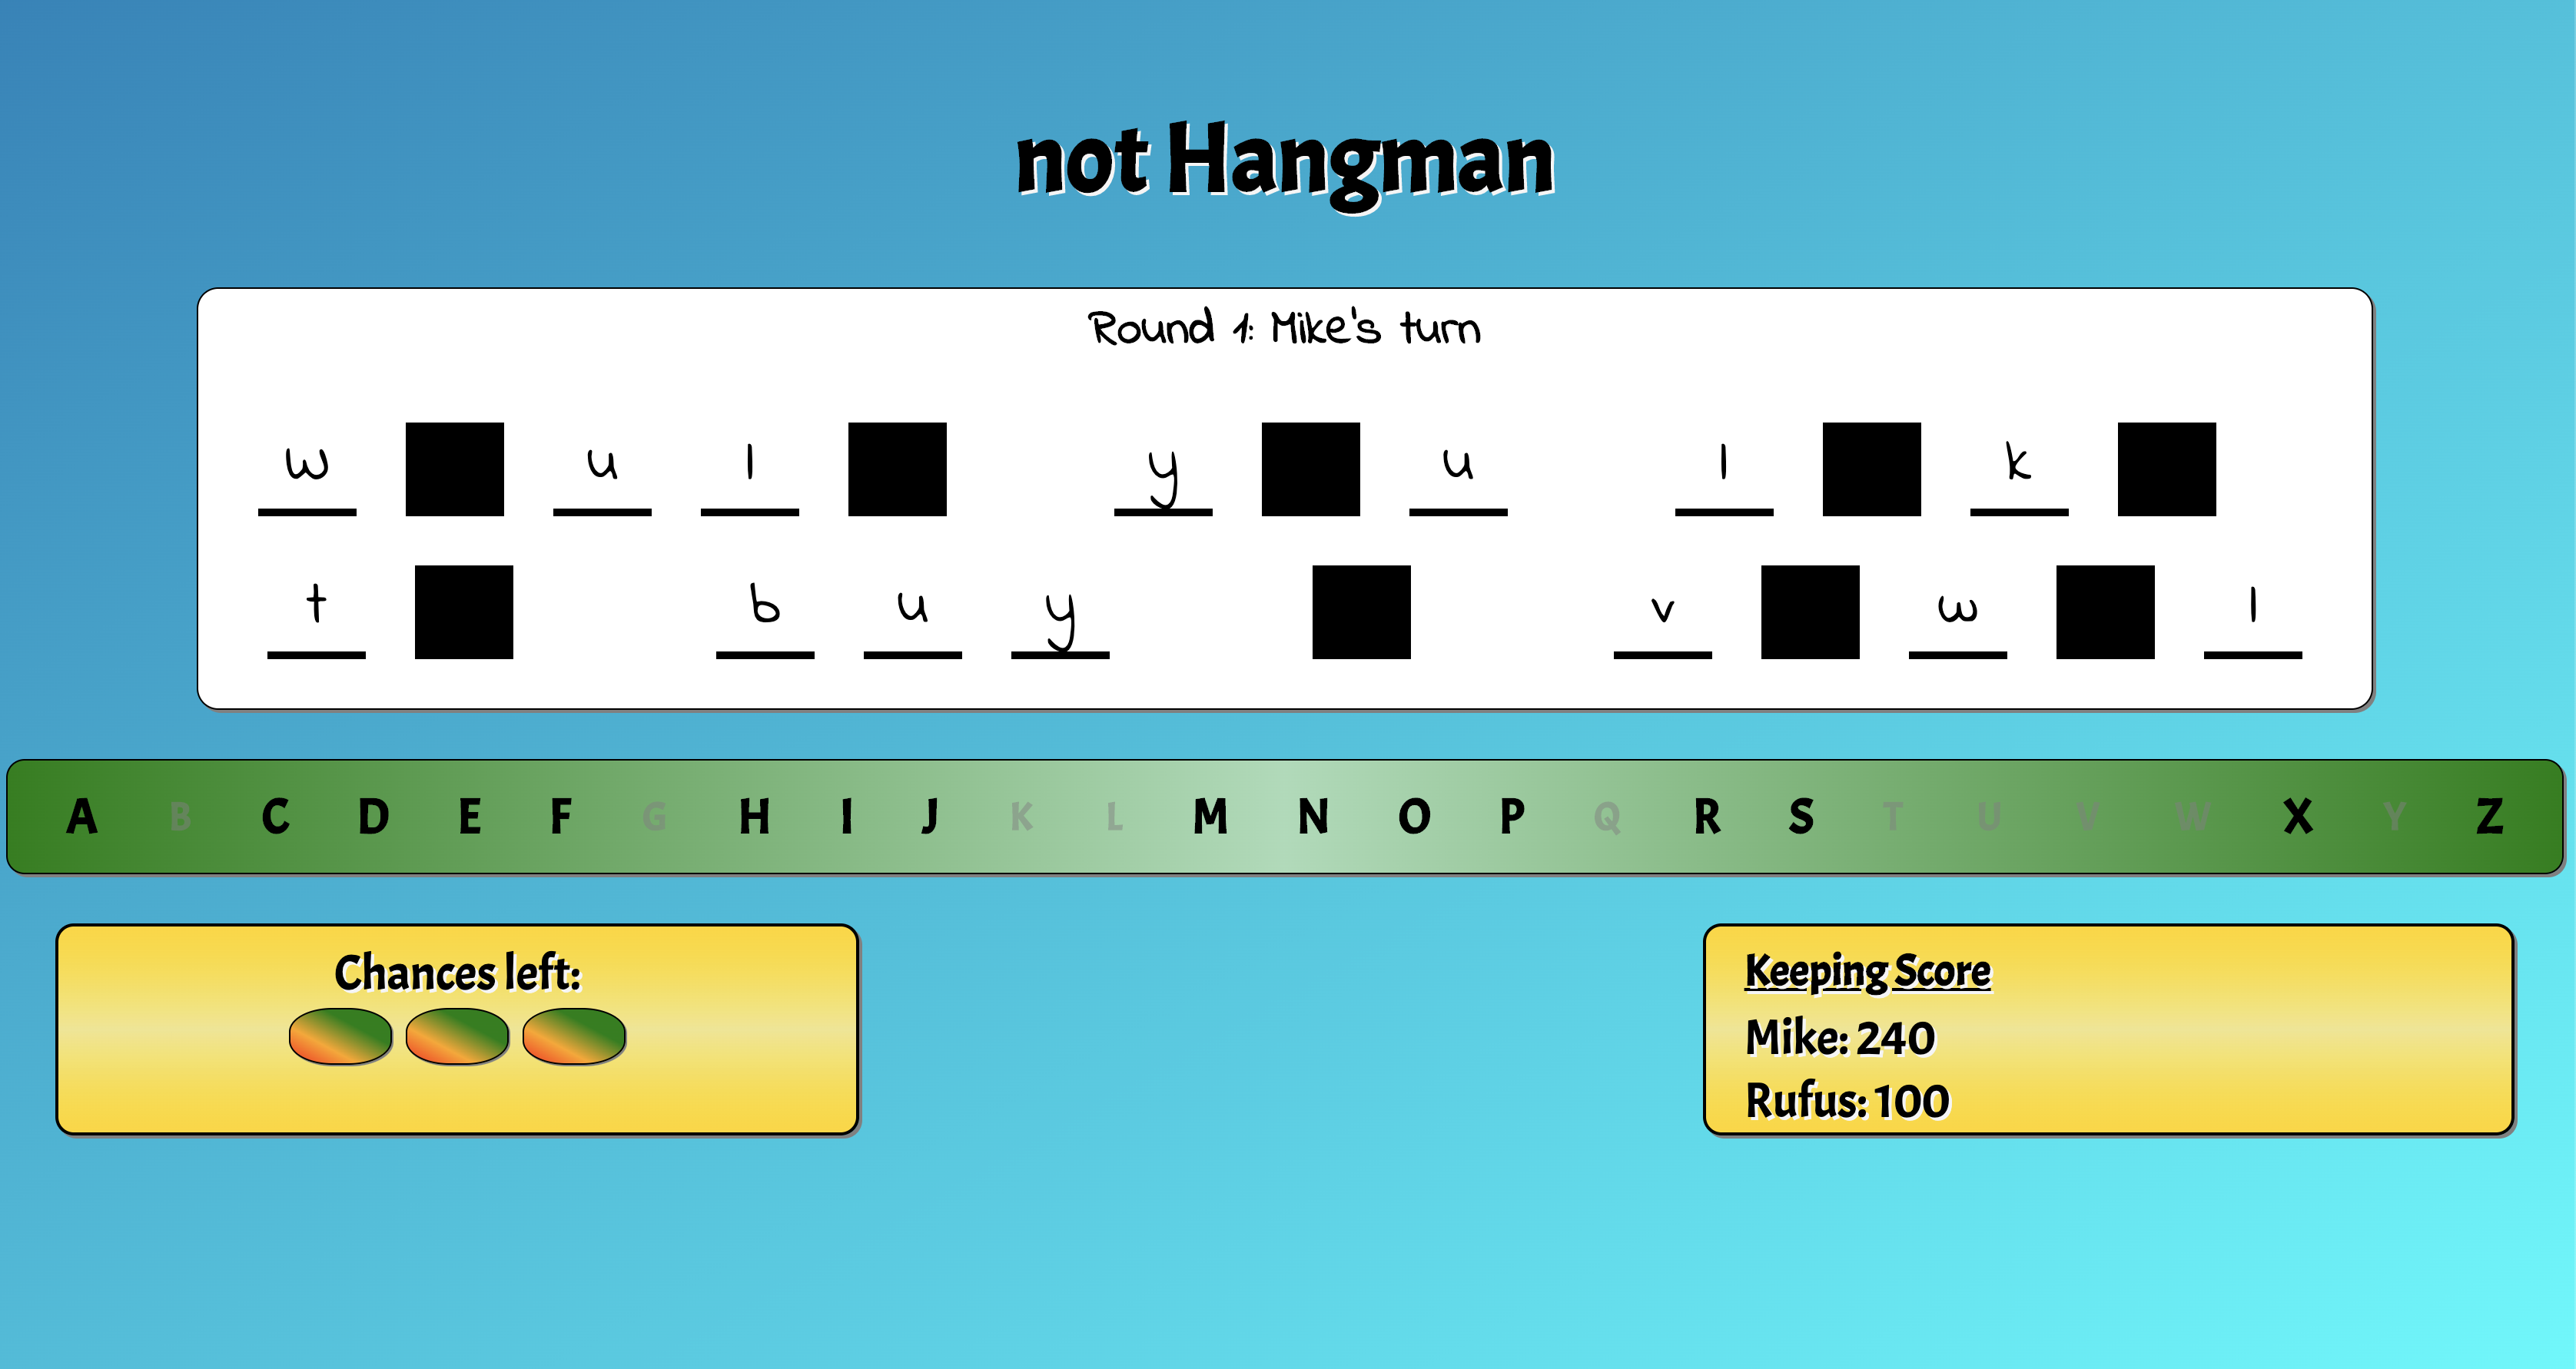 not Hangman
Round 1: Mike's turn
w ■ u l ■ y ■ u l ■ k ■
t ■ b u y ■ v ■ w ■ l
A B C D E F G H I J K L M N O P Q R S T U V W X Y Z
Chances left:
Keeping Score
Mike: 240
Rufus: 100